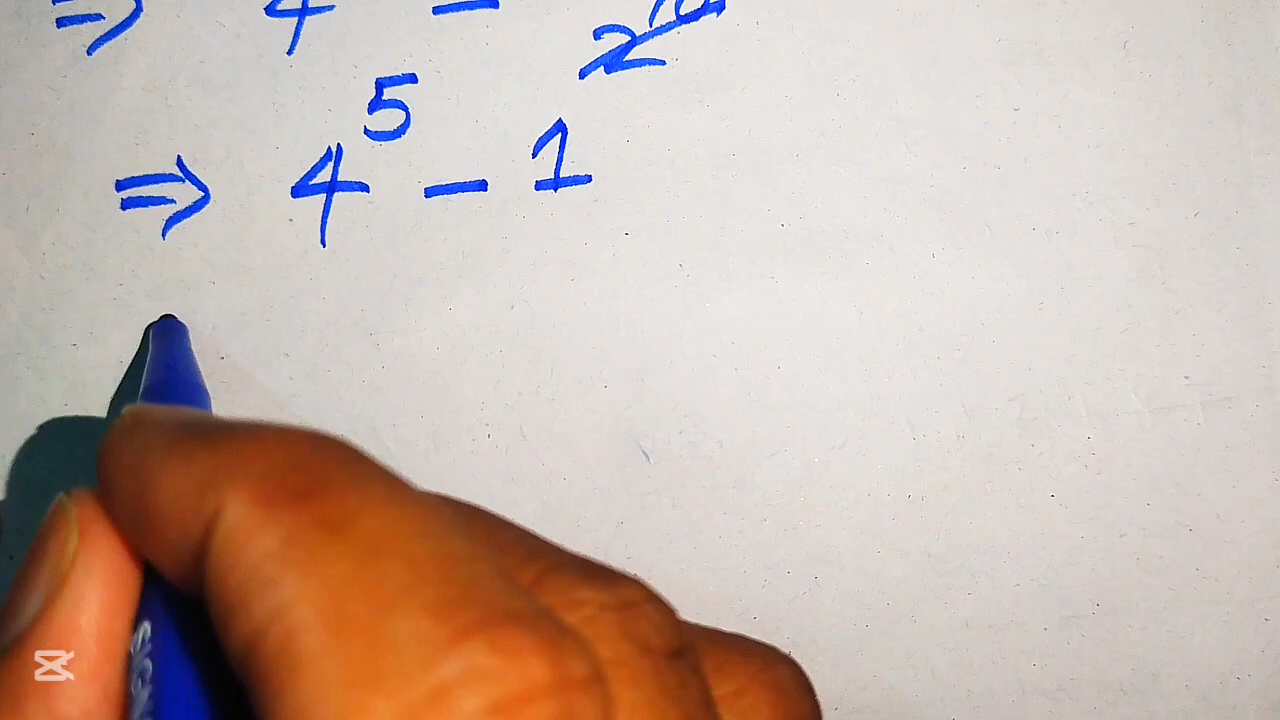 ⇒ 4 −
2
⇒ 4⁵ − 1